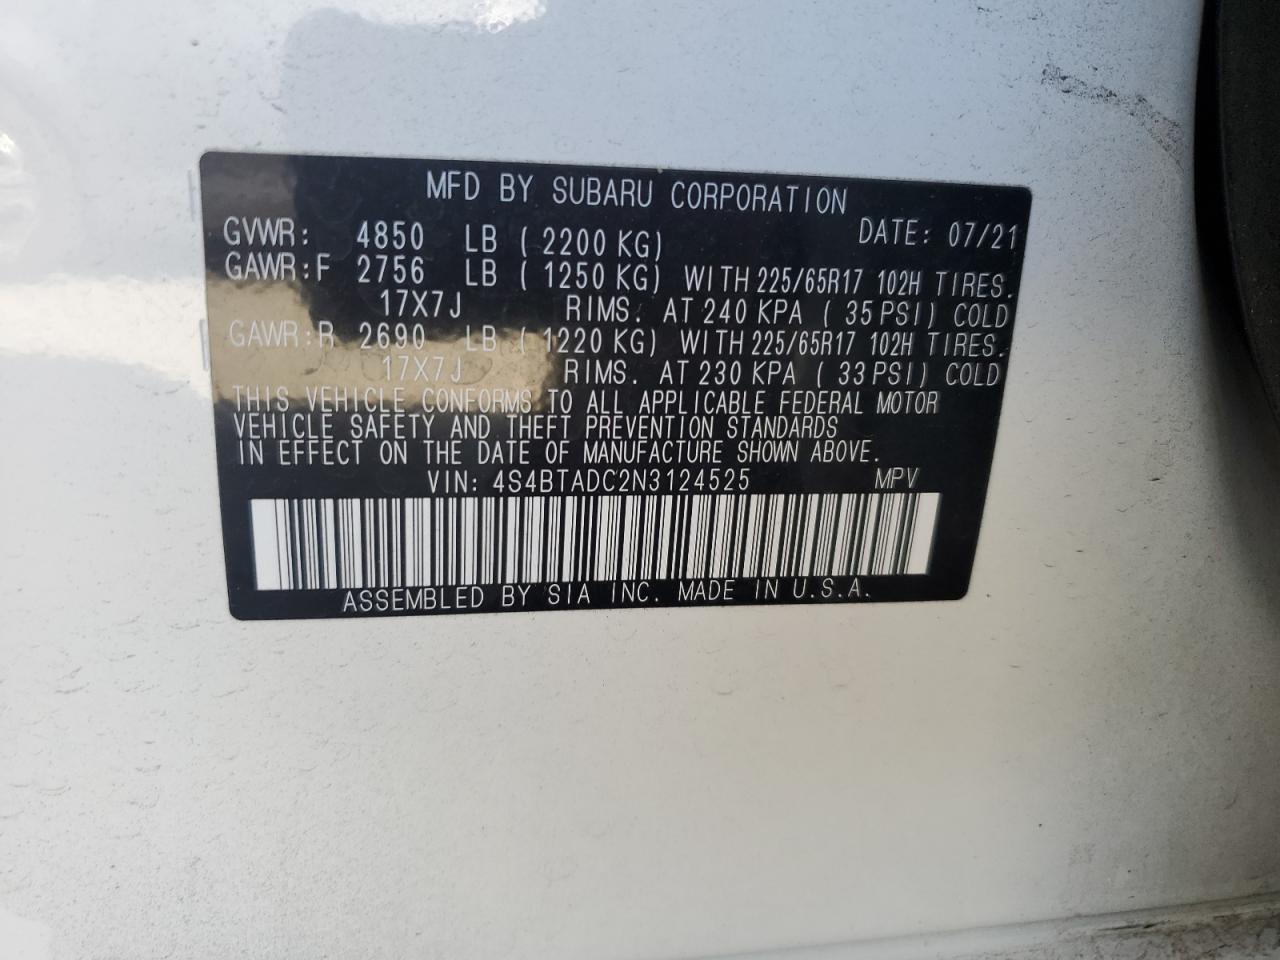 MFD BY SUBARU CORPORATION
GVWR: 4850 LB ( 2200 KG) DATE: 07/21
GAWR:F 2756 LB ( 1250 KG) WITH 225/65R17 102H TIRES.
17X7J RIMS. AT 240 KPA ( 35 PSI) COLD
GAWR:R 2690 LB ( 1220 KG) WITH 225/65R17 102H TIRES.
17X7J RIMS. AT 230 KPA ( 33 PSI) COLD
THIS VEHICLE CONFORMS TO ALL APPLICABLE FEDERAL MOTOR
VEHICLE SAFETY AND THEFT PREVENTION STANDARDS
IN EFFECT ON THE DATE OF MANUFACTURE SHOWN ABOVE.
VIN: 4S4BTADC2N3124525 MPV
ASSEMBLED BY SIA INC. MADE IN U.S.A.